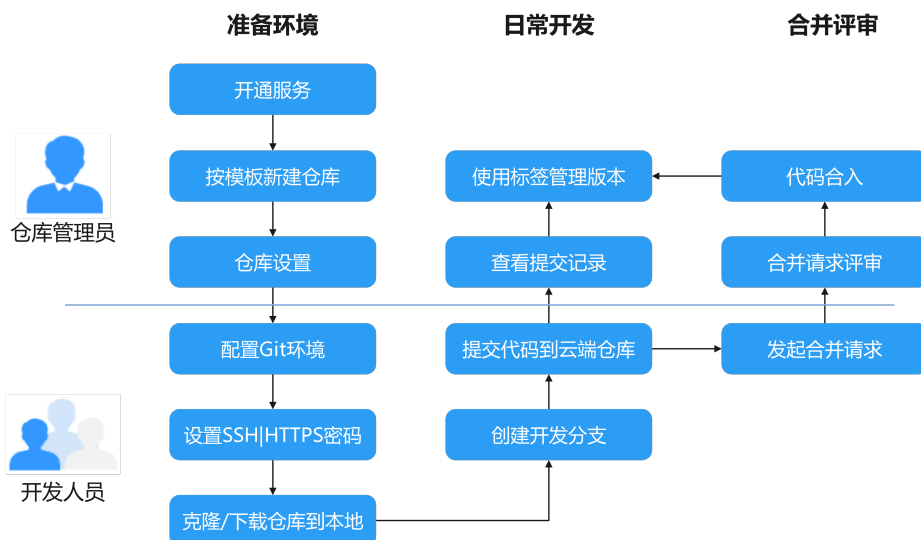 准备环境
日常开发
合并评审
开通服务
按模板新建仓库
使用标签管理版本
代码合入
仓库管理员
仓库设置
查看提交记录
合并请求评审
配置Git环境
提交代码到云端仓库
发起合并请求
设置SSH|HTTPS密码
创建开发分支
开发人员
克隆/下载仓库到本地